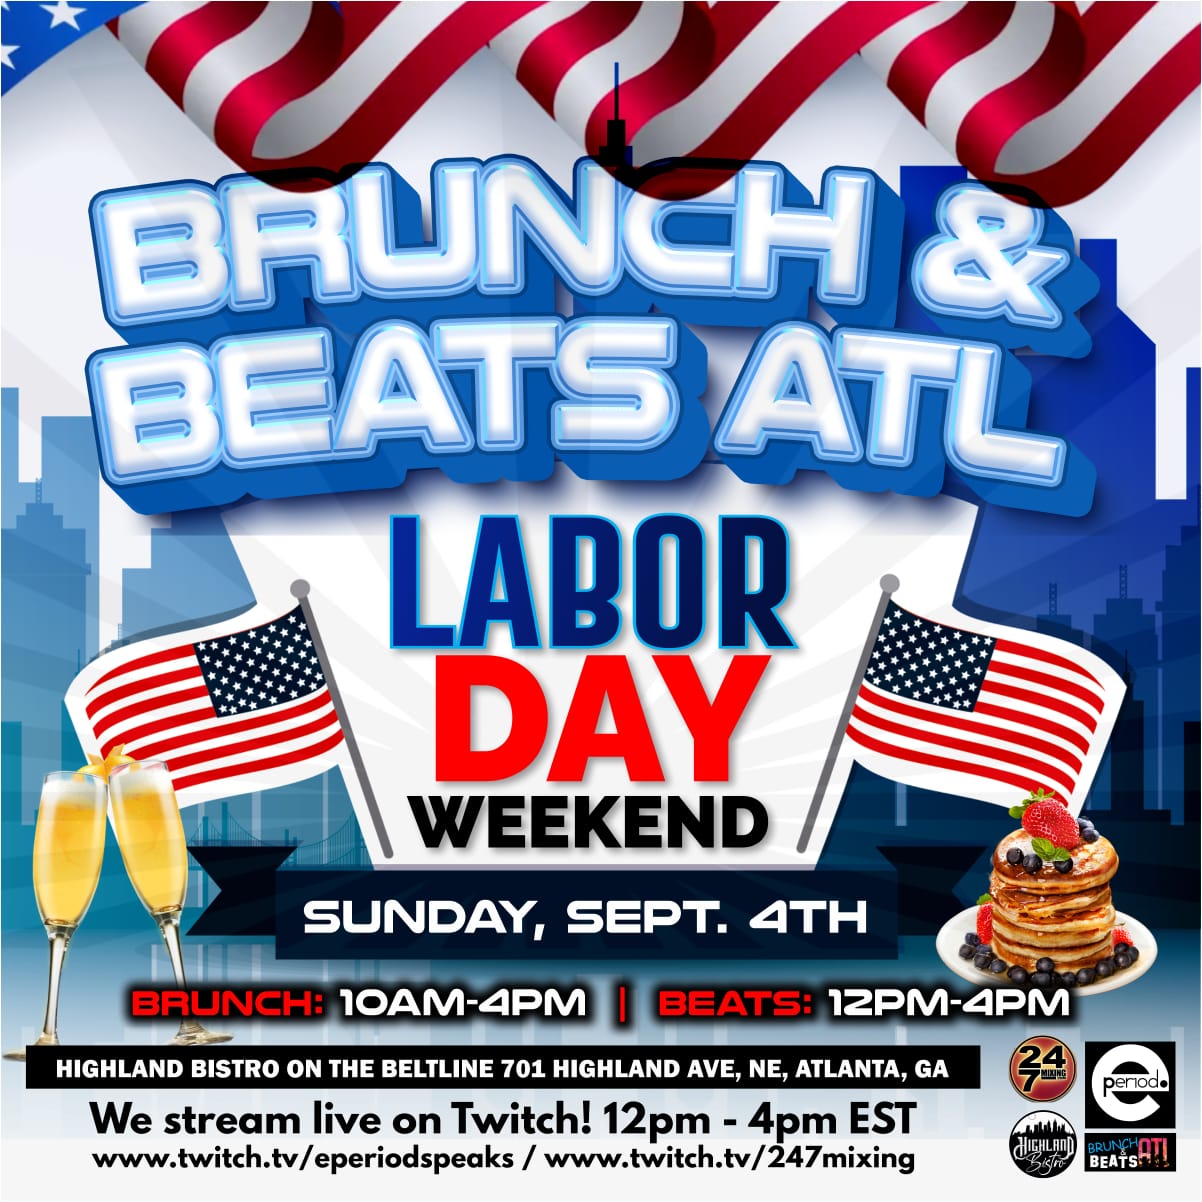 BRUNCH &
BEATS ATL
LABOR
DAY
WEEKEND
SUNDAY, SEPT. 4TH
BRUNCH: 10AM-4PM | BEATS: 12PM-4PM
HIGHLAND BISTRO ON THE BELTLINE 701 HIGHLAND AVE, NE, ATLANTA, GA
We stream live on Twitch! 12pm - 4pm EST
www.twitch.tv/eperiodspeaks / www.twitch.tv/247mixing
24
7 MIXING
e period.
HIGHLAND
Bistro
BRUNCH
&
BEATS ATL